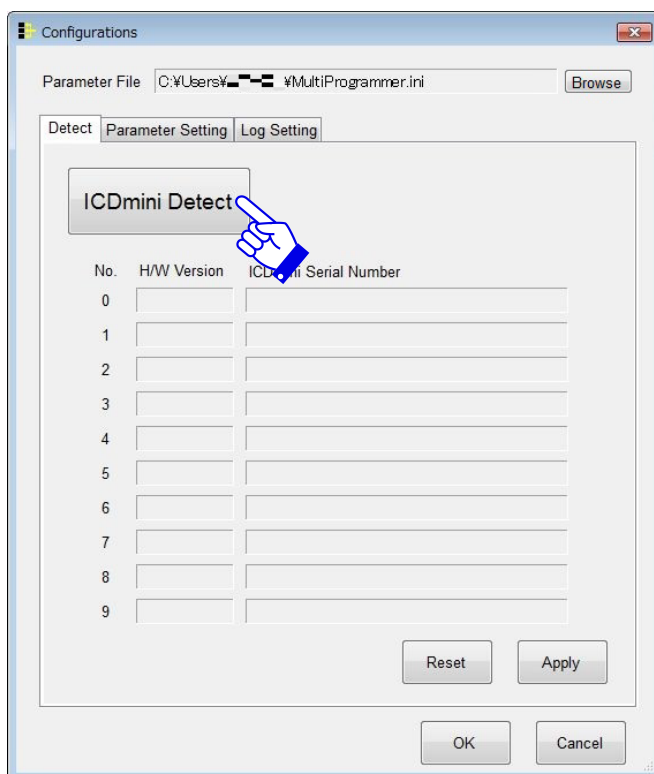 Configurations
Parameter File C:¥Users¥ ¥MultiProgrammer.ini Browse
Detect Parameter Setting Log Setting
ICDmini Detect
No. H/W Version ICDmini Serial Number
0
1
2
3
4
5
6
7
8
9
Reset Apply
OK Cancel